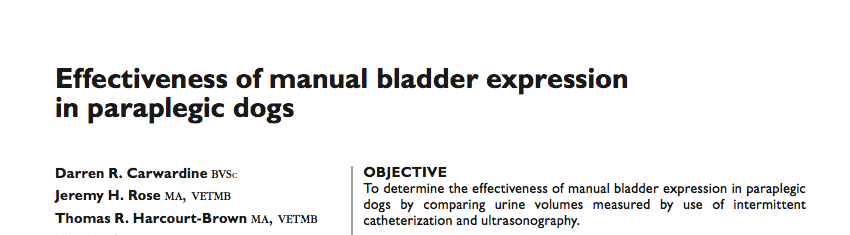 Effectiveness of manual bladder expression
in paraplegic dogs
Darren R. Carwardine BVSc
Jeremy H. Rose MA, VETMB
Thomas R. Harcourt-Brown MA, VETMB
OBJECTIVE
To determine the effectiveness of manual bladder expression in paraplegic
dogs by comparing urine volumes measured by use of intermittent
catheterization and ultrasonography.